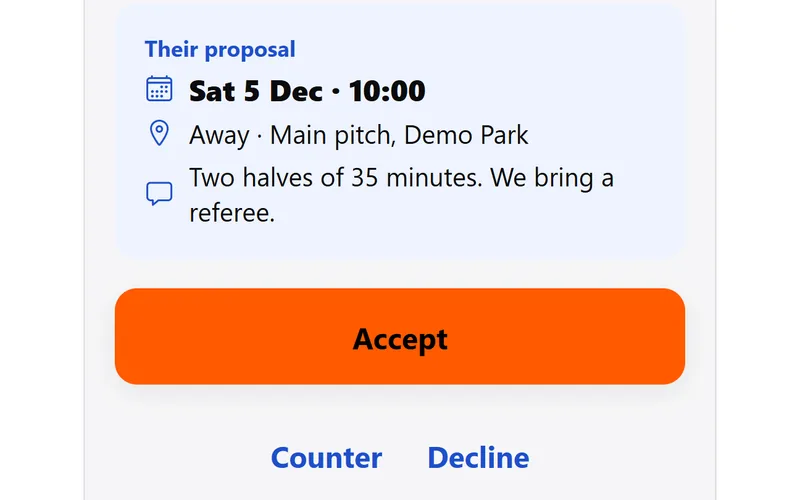 Their proposal
Sat 5 Dec · 10:00
Away · Main pitch, Demo Park
Two halves of 35 minutes. We bring a
referee.
Accept
Counter Decline